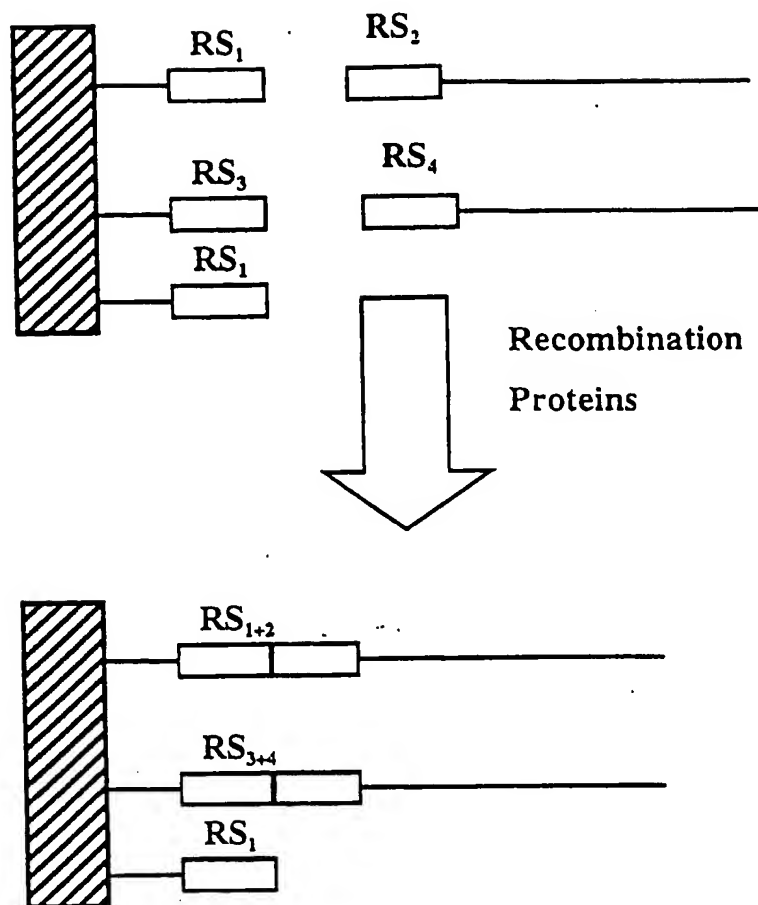 RS₁
RS₂
RS₃
RS₄
RS₁
Recombination
Proteins
RS₁₊₂
RS₃₊₄
RS₁